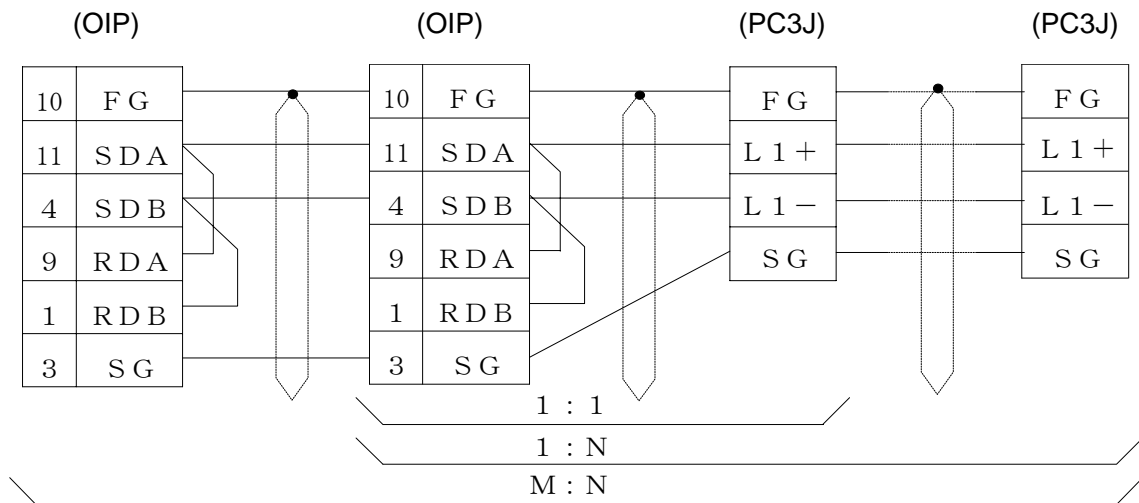 (OIP) (OIP) (PC3J) (PC3J)
10 FG 10 FG FG FG
11 SDA 11 SDA L1+ L1+
4 SDB 4 SDB L1- L1-
9 RDA 9 RDA SG SG
1 RDB 1 RDB
3 SG 3 SG
1 : 1
1 : N
M : N